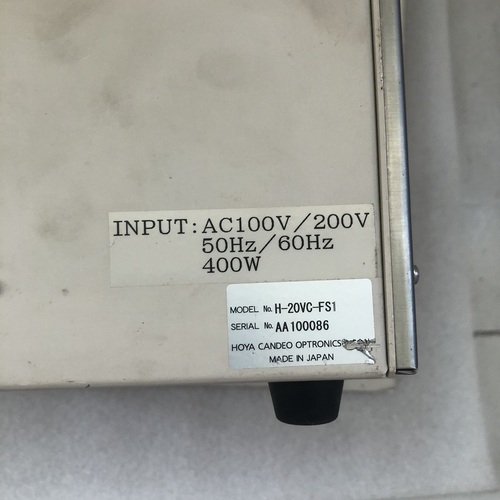 INPUT: AC100V/200V
50Hz/60Hz
400W
MODEL No. H-20VC-FS1
SERIAL No. AA100086
HOYA CANDEO OPTRONICS
MADE IN JAPAN